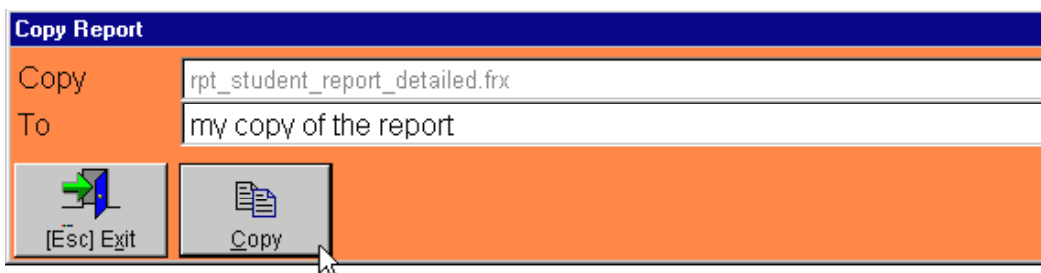 Copy Report
Copy rpt_student_report_detailed.frx
To my copy of the report
[Esc] Exit Copy